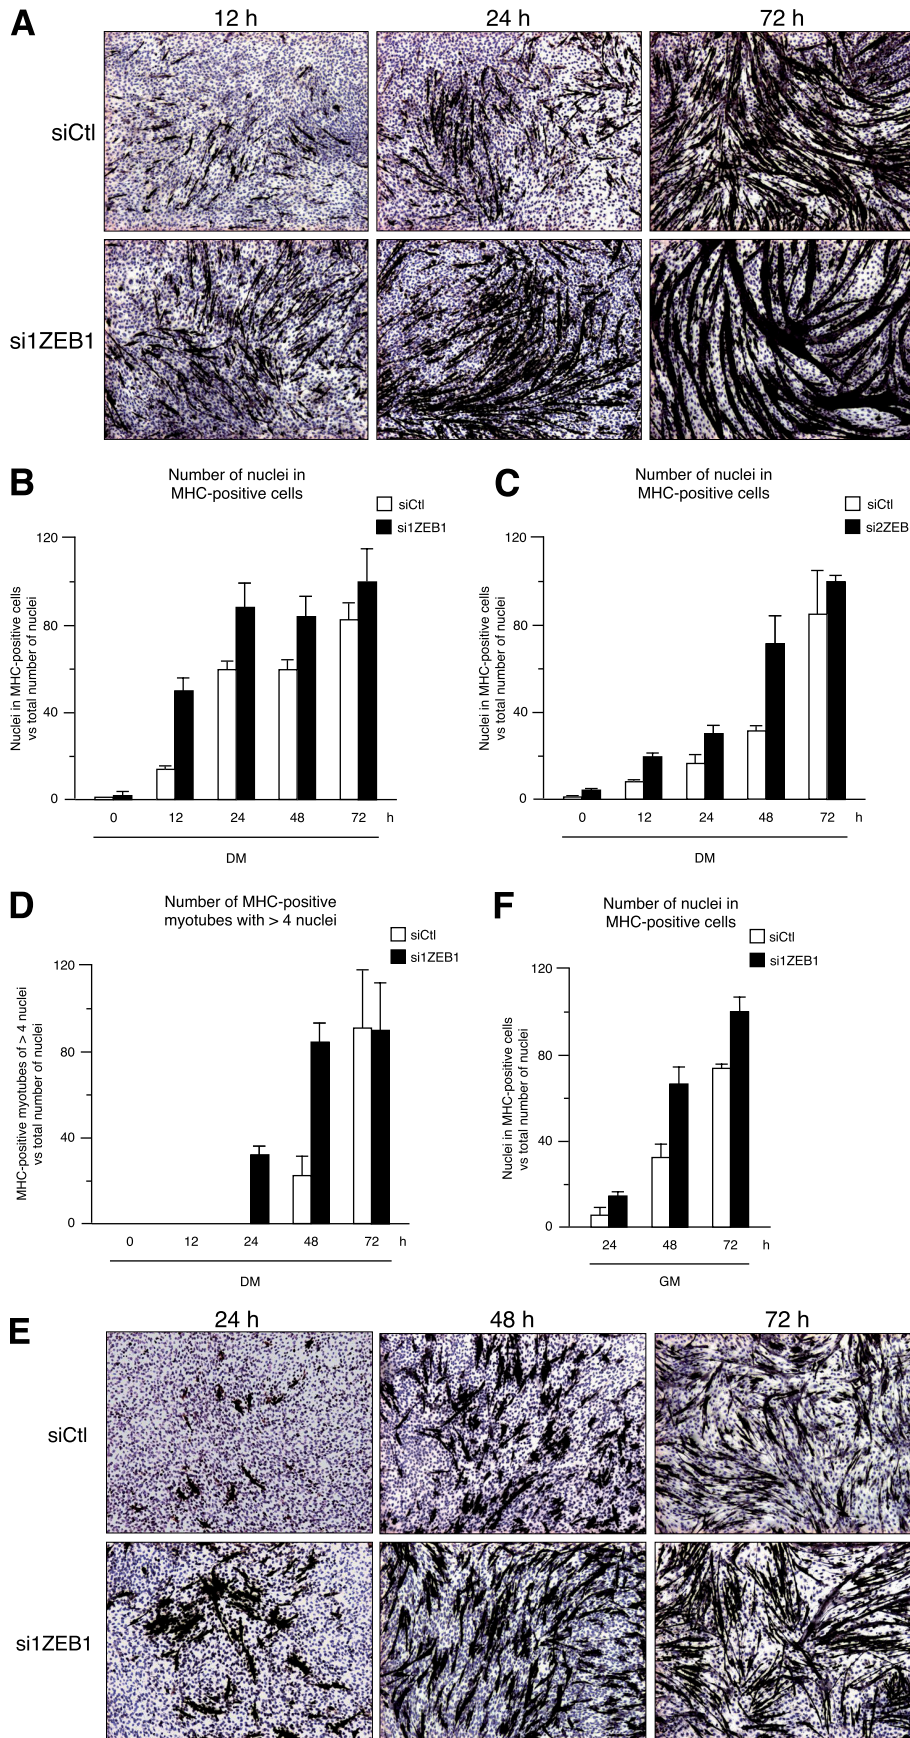 A
12 h
24 h
72 h
siCtl
si1ZEB1
B
Number of nuclei in
MHC-positive cells
siCtl
si1ZEB1
Nuclei in MHC-positive cells
vs total number of nuclei
120
80
40
0
0 12 24 48 72 h
DM
C
Number of nuclei in
MHC-positive cells
siCtl
si2ZEB
Nuclei in MHC-positive cells
vs total number of nuclei
120
80
40
0
0 12 24 48 72 h
DM
D
Number of MHC-positive
myotubes with > 4 nuclei
siCtl
si1ZEB1
MHC-positive myotubes of > 4 nuclei
vs total number of nuclei
120
80
40
0
0 12 24 48 72 h
DM
F
Number of nuclei in
MHC-positive cells
siCtl
si1ZEB1
Nuclei in MHC-positive cells
vs total number of nuclei
120
80
40
0
24 48 72 h
GM
E
24 h
48 h
72 h
siCtl
si1ZEB1